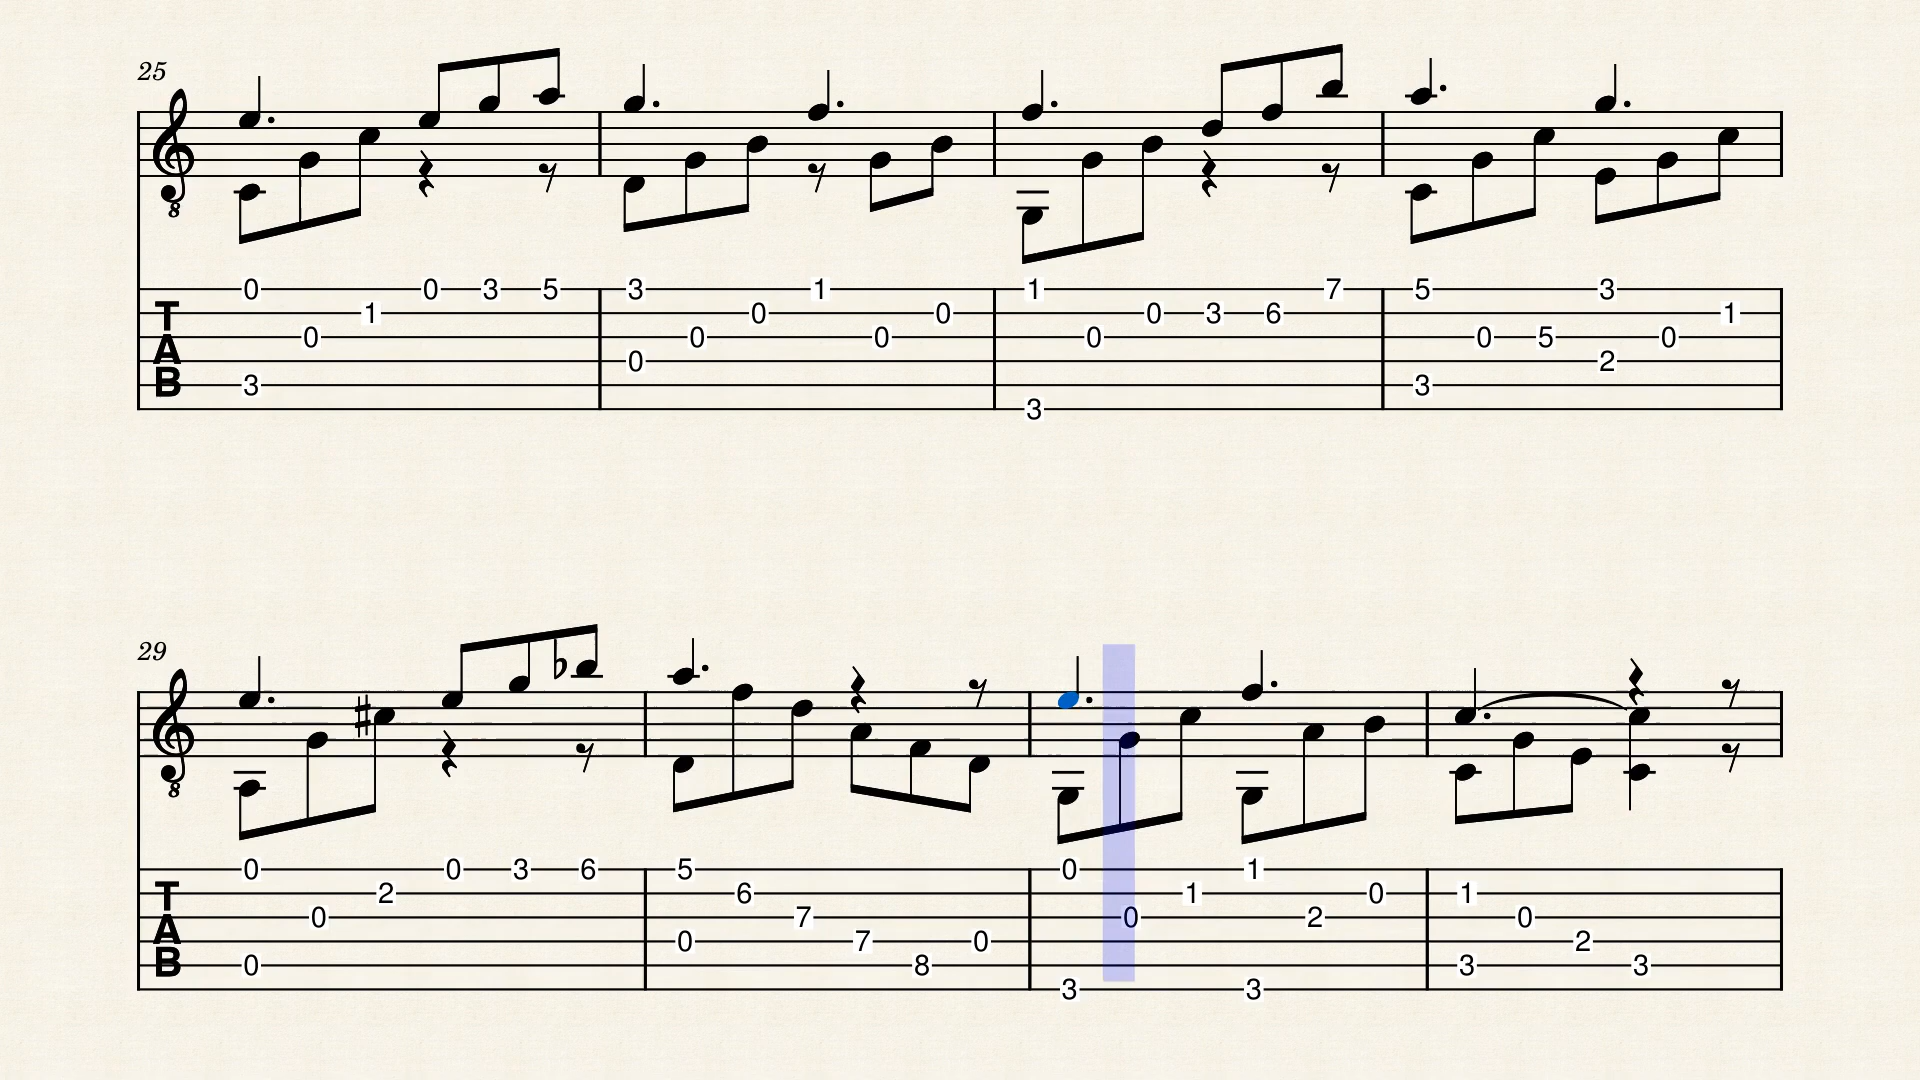 25
8
0 0 3 5 3 1 1 7 5 3
T 1 0 0 0 3 6 1
A 0 0 0 0 0 5 0
0 2
B 3 3
3
29
8
0 0 3 6 5 0 1
T 2 6 1 0 1
A 0 7 0 2 0
0 7 0 2
B 0 8 3 3
3 3